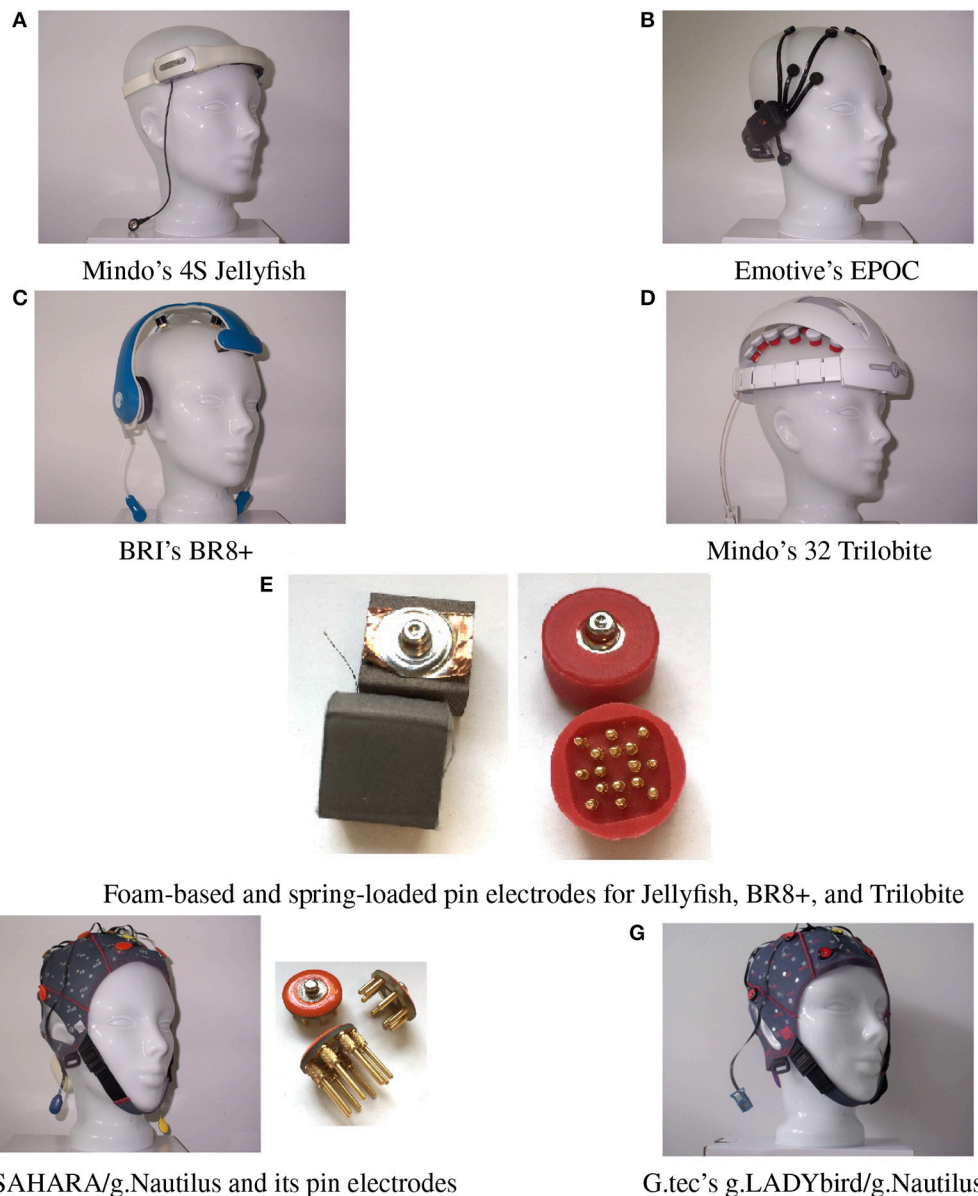 A
B
Mindo's 4S Jellyfish
Emotive's EPOC
C
D
BRI's BR8+
Mindo's 32 Trilobite
E
Foam-based and spring-loaded pin electrodes for Jellyfish, BR8+, and Trilobite
G
SAHARA/g.Nautilus and its pin electrodes
G.tec's g.LADYbird/g.Nautilus